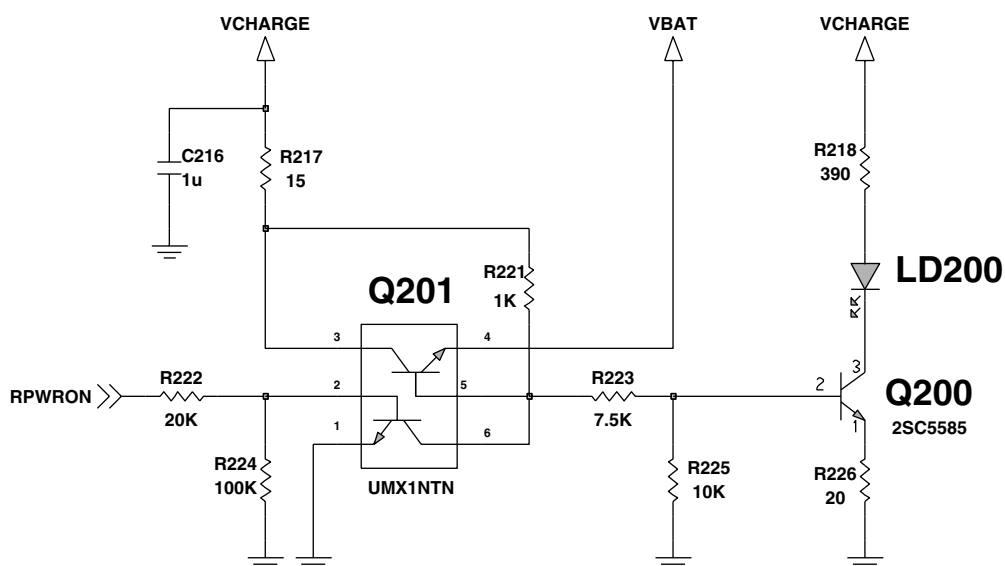 VCHARGE
VBAT
VCHARGE
C216
1u
R217
15
R218
390
R221
1K
LD200
Q201
3
4
2
5
1
6
RPWRON
R222
20K
R223
7.5K
2
3
1
Q200
2SC5585
R224
100K
UMX1NTN
R225
10K
R226
20